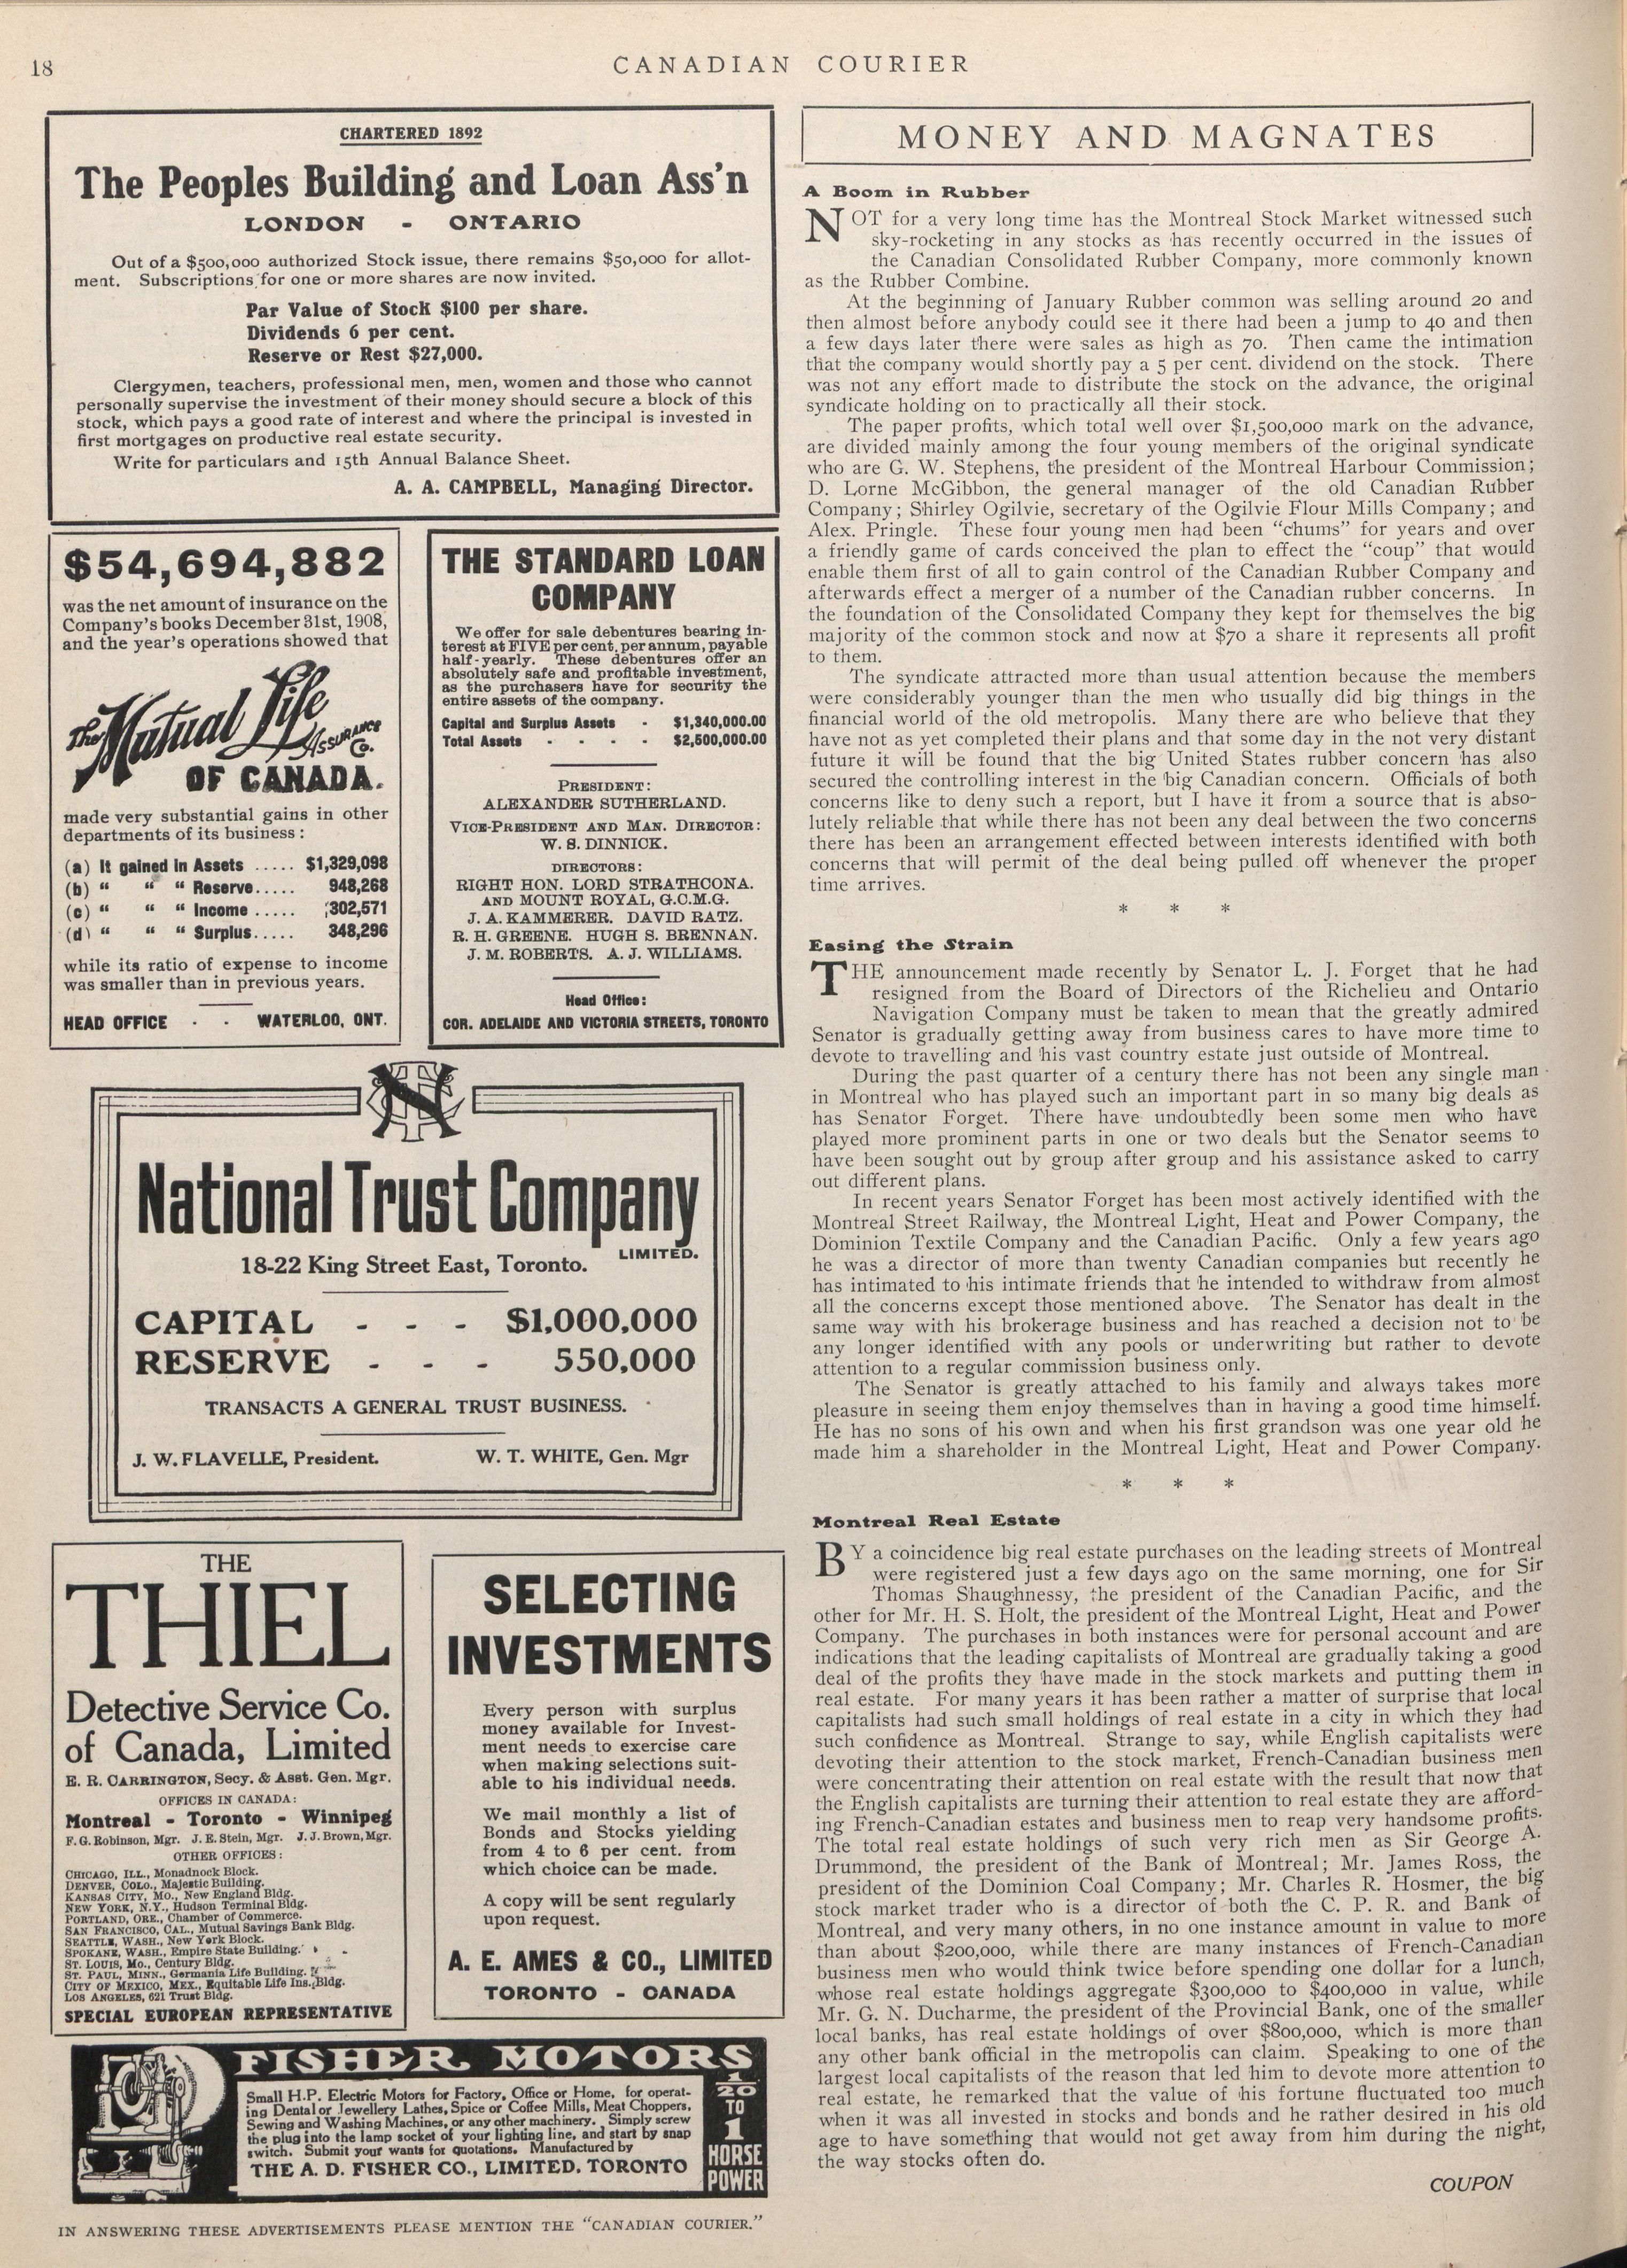 18
CANADIAN COURIER
CHARTERED 1892
The Peoples Building and Loan Ass'n
LONDON - ONTARIO
Out of a $500,000 authorized Stock issue, there remains $50,000 for allot-
ment. Subscriptions for one or more shares are now invited.
Par Value of Stock $100 per share.
Dividends 6 per cent.
Reserve or Rest $27,000.
Clergymen, teachers, professional men, men, women and those who cannot
personally supervise the investment of their money should secure a block of this
stock, which pays a good rate of interest and where the principal is invested in
first mortgages on productive real estate security.
Write for particulars and 15th Annual Balance Sheet.
A. A. CAMPBELL, Managing Director.
$54,694,882
was the net amount of insurance on the
Company's books December 31st, 1908,
and the year's operations showed that
The Mutual Life
Assurance Co.
OF CANADA.
made very substantial gains in other
departments of its business:
(a) It gained in Assets ..... $1,329,098
(b) " " " Reserve..... 948,268
(c) " " " Income ..... 302,571
(d) " " " Surplus..... 348,296
while its ratio of expense to income
was smaller than in previous years.
HEAD OFFICE - - WATERLOO, ONT.
THE STANDARD LOAN
COMPANY
We offer for sale debentures bearing in-
terest at FIVE per cent, per annum, payable
half-yearly. These debentures offer an
absolutely safe and profitable investment,
as the purchasers have for security the
entire assets of the company.
Capital and Surplus Assets - $1,340,000.00
Total Assets - - - - $2,500,000.00
PRESIDENT:
ALEXANDER SUTHERLAND.
VICE-PRESIDENT AND MAN. DIRECTOR:
W. S. DINNICK.
DIRECTORS:
RIGHT HON. LORD STRATHCONA.
AND MOUNT ROYAL, G.C.M.G.
J. A. KAMMERER. DAVID RATZ.
R. H. GREENE. HUGH S. BRENNAN.
J. M. ROBERTS. A. J. WILLIAMS.
Head Office:
COR. ADELAIDE AND VICTORIA STREETS, TORONTO
National Trust Company
LIMITED.
18-22 King Street East, Toronto.
CAPITAL - - - $1,000,000
RESERVE - - - 550,000
TRANSACTS A GENERAL TRUST BUSINESS.
J. W. FLAVELLE, President. W. T. WHITE, Gen. Mgr
THE
THIEL
Detective Service Co.
of Canada, Limited
E. R. CARRINGTON, Secy. & Asst. Gen. Mgr.
OFFICES IN CANADA:
Montreal - Toronto - Winnipeg
F. G. Robinson, Mgr. J. E. Stein, Mgr. J. J. Brown, Mgr.
OTHER OFFICES:
CHICAGO, ILL., Monadnock Block.
DENVER, COLO., Majestic Building.
KANSAS CITY, MO., New England Bldg.
NEW YORK, N.Y., Hudson Terminal Bldg.
PORTLAND, ORE., Chamber of Commerce.
SAN FRANCISCO, CAL., Mutual Savings Bank Bldg.
SEATTLE, WASH., New York Block.
SPOKANE, WASH., Empire State Building.
ST. LOUIS, MO., Century Bldg.
ST. PAUL, MINN., Germania Life Building.
CITY OF MEXICO, MEX., Equitable Life Ins. Bldg.
LOS ANGELES, 621 Trust Bldg.
SPECIAL EUROPEAN REPRESENTATIVE
SELECTING
INVESTMENTS
Every person with surplus
money available for Invest-
ment needs to exercise care
when making selections suit-
able to his individual needs.
We mail monthly a list of
Bonds and Stocks yielding
from 4 to 6 per cent. from
which choice can be made.
A copy will be sent regularly
upon request.
A. E. AMES & CO., LIMITED
TORONTO - CANADA
FISHER MOTORS
Small H.P. Electric Motors for Factory, Office or Home, for operat-
ing Dental or Jewellery Lathes, Spice or Coffee Mills, Meat Choppers,
Sewing and Washing Machines, or any other machinery. Simply screw
the plug into the lamp socket of your lighting line, and start by snap
switch. Submit your wants for quotations. Manufactured by
THE A. D. FISHER CO., LIMITED. TORONTO
1/20
TO
1
HORSE
POWER
IN ANSWERING THESE ADVERTISEMENTS PLEASE MENTION THE "CANADIAN COURIER."
MONEY AND MAGNATES
A Boom in Rubber
NOT for a very long time has the Montreal Stock Market witnessed such
sky-rocketing in any stocks as has recently occurred in the issues of
the Canadian Consolidated Rubber Company, more commonly known
as the Rubber Combine.
At the beginning of January Rubber common was selling around 20 and
then almost before anybody could see it there had been a jump to 40 and then
a few days later there were sales as high as 70. Then came the intimation
that the company would shortly pay a 5 per cent. dividend on the stock. There
was not any effort made to distribute the stock on the advance, the original
syndicate holding on to practically all their stock.
The paper profits, which total well over $1,500,000 mark on the advance,
are divided mainly among the four young members of the original syndicate
who are G. W. Stephens, the president of the Montreal Harbour Commission;
D. Lorne McGibbon, the general manager of the old Canadian Rubber
Company; Shirley Ogilvie, secretary of the Ogilvie Flour Mills Company; and
Alex. Pringle. These four young men had been "chums" for years and over
a friendly game of cards conceived the plan to effect the "coup" that would
enable them first of all to gain control of the Canadian Rubber Company and
afterwards effect a merger of a number of the Canadian rubber concerns. In
the foundation of the Consolidated Company they kept for themselves the big
majority of the common stock and now at $70 a share it represents all profit
to them.
The syndicate attracted more than usual attention because the members
were considerably younger than the men who usually did big things in the
financial world of the old metropolis. Many there are who believe that they
have not as yet completed their plans and that some day in the not very distant
future it will be found that the big United States rubber concern has also
secured the controlling interest in the big Canadian concern. Officials of both
concerns like to deny such a report, but I have it from a source that is abso-
lutely reliable that while there has not been any deal between the two concerns
there has been an arrangement effected between interests identified with both
concerns that will permit of the deal being pulled off whenever the proper
time arrives.
* * *
Easing the Strain
THE announcement made recently by Senator L. J. Forget that he had
resigned from the Board of Directors of the Richelieu and Ontario
Navigation Company must be taken to mean that the greatly admired
Senator is gradually getting away from business cares to have more time to
devote to travelling and his vast country estate just outside of Montreal.
During the past quarter of a century there has not been any single man
in Montreal who has played such an important part in so many big deals as
has Senator Forget. There have undoubtedly been some men who have
played more prominent parts in one or two deals but the Senator seems to
have been sought out by group after group and his assistance asked to carry
out different plans.
In recent years Senator Forget has been most actively identified with the
Montreal Street Railway, the Montreal Light, Heat and Power Company, the
Dominion Textile Company and the Canadian Pacific. Only a few years ago
he was a director of more than twenty Canadian companies but recently he
has intimated to his intimate friends that he intended to withdraw from almost
all the concerns except those mentioned above. The Senator has dealt in the
same way with his brokerage business and has reached a decision not to be
any longer identified with any pools or underwriting but rather to devote
attention to a regular commission business only.
The Senator is greatly attached to his family and always takes more
pleasure in seeing them enjoy themselves than in having a good time himself.
He has no sons of his own and when his first grandson was one year old he
made him a shareholder in the Montreal Light, Heat and Power Company.
* * *
Montreal Real Estate
BY a coincidence big real estate purchases on the leading streets of Montreal
were registered just a few days ago on the same morning, one for Sir
Thomas Shaughnessy, the president of the Canadian Pacific, and the
other for Mr. H. S. Holt, the president of the Montreal Light, Heat and Power
Company. The purchases in both instances were for personal account and are
indications that the leading capitalists of Montreal are gradually taking a good
deal of the profits they have made in the stock markets and putting them in
real estate. For many years it has been rather a matter of surprise that local
capitalists had such small holdings of real estate in a city in which they had
such confidence as Montreal. Strange to say, while English capitalists were
devoting their attention to the stock market, French-Canadian business men
were concentrating their attention on real estate with the result that now that
the English capitalists are turning their attention to real estate they are afford-
ing French-Canadian estates and business men to reap very handsome profits.
The total real estate holdings of such very rich men as Sir George A.
Drummond, the president of the Bank of Montreal; Mr. James Ross, the
president of the Dominion Coal Company; Mr. Charles R. Hosmer, the big
stock market trader who is a director of both the C. P. R. and Bank of
Montreal, and very many others, in no one instance amount in value to more
than about $200,000, while there are many instances of French-Canadian
business men who would think twice before spending one dollar for a lunch,
whose real estate holdings aggregate $300,000 to $400,000 in value, while
Mr. G. N. Ducharme, the president of the Provincial Bank, one of the smaller
local banks, has real estate holdings of over $800,000, which is more than
any other bank official in the metropolis can claim. Speaking to one of the
largest local capitalists of the reason that led him to devote more attention to
real estate, he remarked that the value of his fortune fluctuated too much
when it was all invested in stocks and bonds and he rather desired in his old
age to have something that would not get away from him during the night,
the way stocks often do.
COUPON